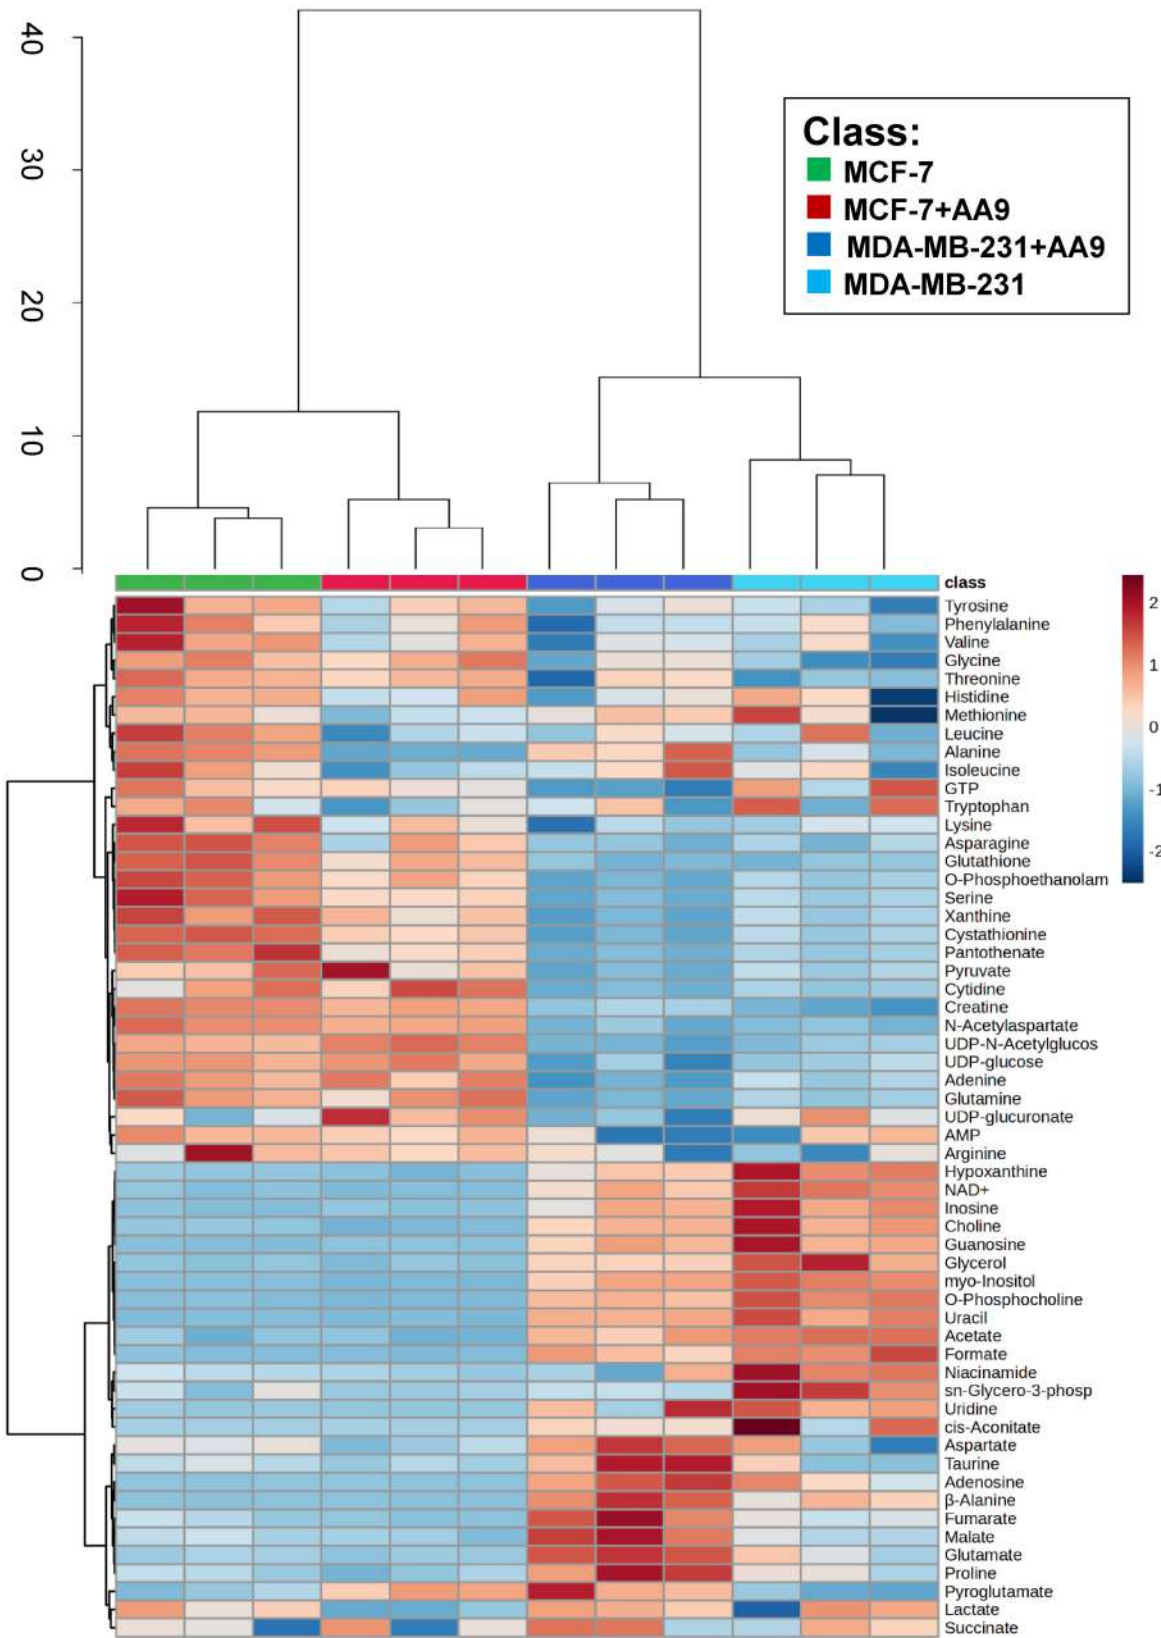 40
30
20
10
0
Class:
MCF-7
MCF-7+AA9
MDA-MB-231+AA9
MDA-MB-231
class
Tyrosine
Phenylalanine
Valine
Glycine
Threonine
Histidine
Methionine
Leucine
Alanine
Isoleucine
GTP
Tryptophan
Lysine
Asparagine
Glutathione
O-Phosphoethanolam
Serine
Xanthine
Cystathionine
Pantothenate
Pyruvate
Cytidine
Creatine
N-Acetylaspartate
UDP-N-Acetylglucos
UDP-glucose
Adenine
Glutamine
UDP-glucuronate
AMP
Arginine
Hypoxanthine
NAD+
Inosine
Choline
Guanosine
Glycerol
myo-Inositol
O-Phosphocholine
Uracil
Acetate
Formate
Niacinamide
sn-Glycero-3-phosp
Uridine
cis-Aconitate
Aspartate
Taurine
Adenosine
β-Alanine
Fumarate
Malate
Glutamate
Proline
Pyroglutamate
Lactate
Succinate
2
1
0
-1
-2